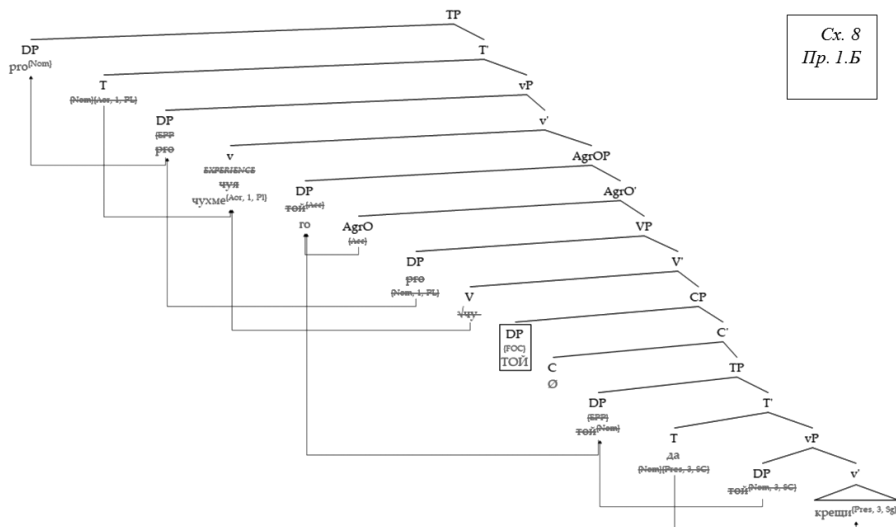 TP
Сх. 8
Пр. 1.Б
DP
pro{Nom}
T'
T
{Nom}{Aor, 1, PL}
vP
DP
{EPP
pro
v'
v
EXPERIENCE
чул
чухме{Aor, 1, Pl}
AgrOP
DP
той{Acc}
го
AgrO'
AgrO
{Acc}
VP
DP
pro
{Nom, 1, PL}
V'
V
√чу
CP
DP
{FOC}
ТОЙ
C'
C
Ø
TP
DP
{EPP}
той{Nom}
T'
T
да
{Nom}{Pres, 3, SG}
vP
DP
той{Nom, 3, SG}
v'
крещи{Pres, 3, Sg